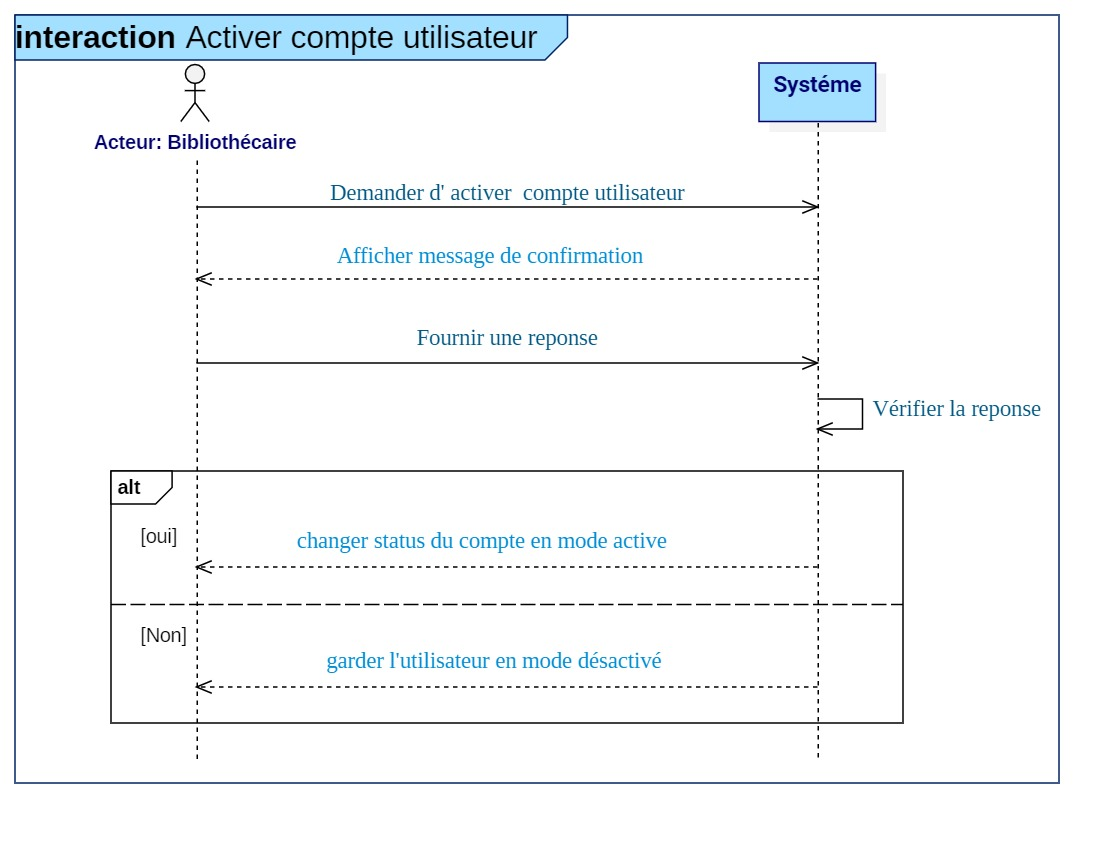 interaction Activer compte utilisateur
Systéme
Acteur: Bibliothécaire
Demander d' activer  compte utilisateur
Afficher message de confirmation
Fournir une reponse
Vérifier la reponse
alt
[oui]
changer status du compte en mode active
[Non]
garder l'utilisateur en mode désactivé